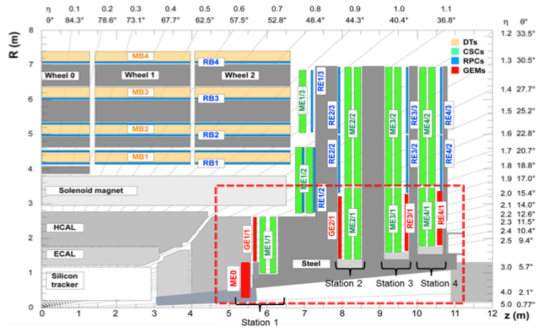 η 0.1 0.2 0.3 0.4 0.5 0.6 0.7 0.8 0.9 1.0 1.1 η θ°
θ° 84.3° 78.6° 73.1° 67.7° 62.5° 57.5° 52.8° 48.4° 44.3° 40.4° 36.8°
R (m)
8
7
6
5
4
3
2
1
0
DTs
CSCs
RPCs
GEMs
1.2 33.5°
1.3 30.5°
1.4 27.7°
1.5 25.2°
1.6 22.8°
1.7 20.7°
1.8 18.8°
1.9 17.0°
2.0 15.4°
2.1 14.0°
2.2 12.6°
2.3 11.5°
2.4 10.4°
2.5 9.4°
3.0 5.7°
4.0 2.1°
5.0 0.77°
MB4
RB4
Wheel 0
Wheel 1
Wheel 2
MB3
RB3
MB2
RB2
MB1
RB1
Solenoid magnet
HCAL
ECAL
Silicon
tracker
Steel
ME0
GE1/1
ME1/1
ME1/2
ME1/3
RE1/2
RE1/3
GE2/1
ME2/1
RE2/2
RE2/3
ME2/2
ME3/1
RE3/1
ME3/2
RE3/2
RE3/3
ME4/1
RE4/1
ME4/2
RE4/2
RE4/3
Station 2
Station 3
Station 4
Station 1
0 1 2 3 4 5 6 7 8 9 10 11 12
z (m)